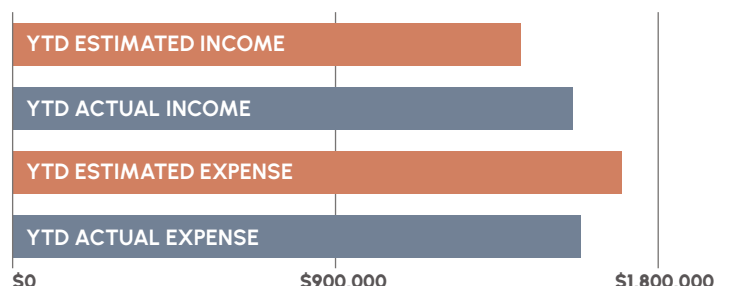 YTD ESTIMATED INCOME
YTD ACTUAL INCOME
YTD ESTIMATED EXPENSE
YTD ACTUAL EXPENSE
$0 $900,000 $1,800,000